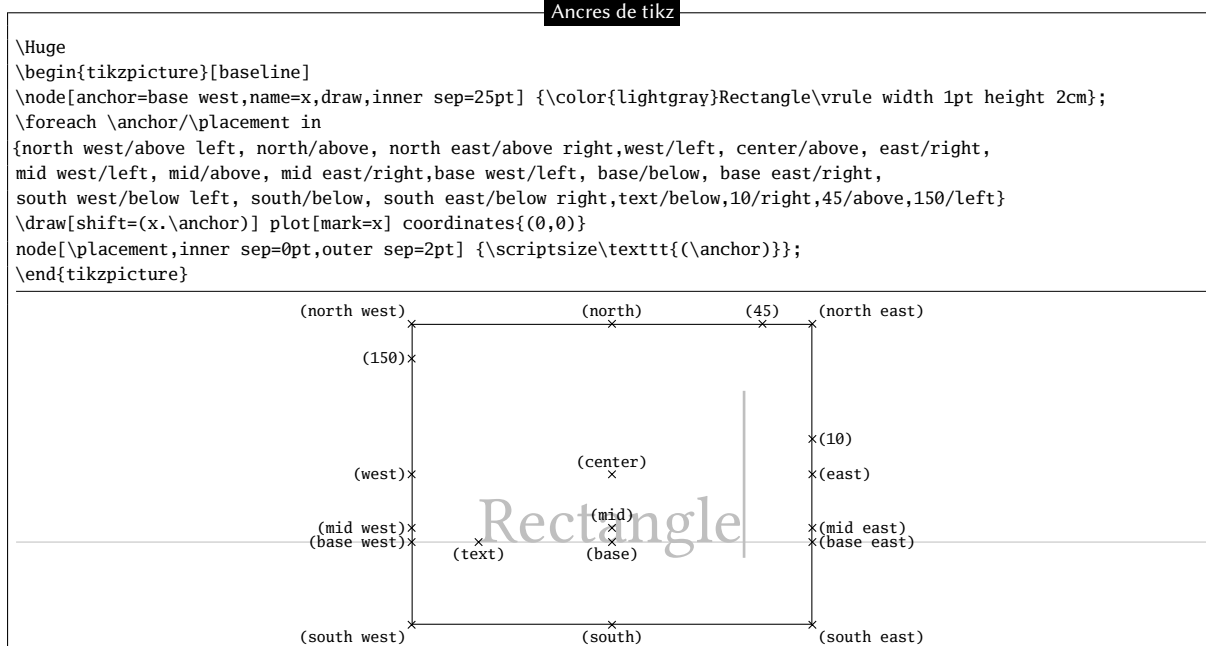 Ancres de tikz
\Huge
\begin{tikzpicture}[baseline]
\node[anchor=base west,name=x,draw,inner sep=25pt] {\color{lightgray}Rectangle\vrule width 1pt height 2cm};
\foreach \anchor/\placement in
{north west/above left, north/above, north east/above right,west/left, center/above, east/right,
mid west/left, mid/above, mid east/right,base west/left, base/below, base east/right,
south west/below left, south/below, south east/below right,text/below,10/right,45/above,150/left}
\draw[shift=(x.\anchor)] plot[mark=x] coordinates{(0,0)}
node[\placement,inner sep=0pt,outer sep=2pt] {\scriptsize\texttt{(\anchor)}};
\end{tikzpicture}
(north west) (north) (45) (north east)
(150)
(10)
(center)
(west) (east)
Rectangle
(mid)
(mid west) (mid east)
(base west) (base east)
(text) (base)
(south west) (south) (south east)